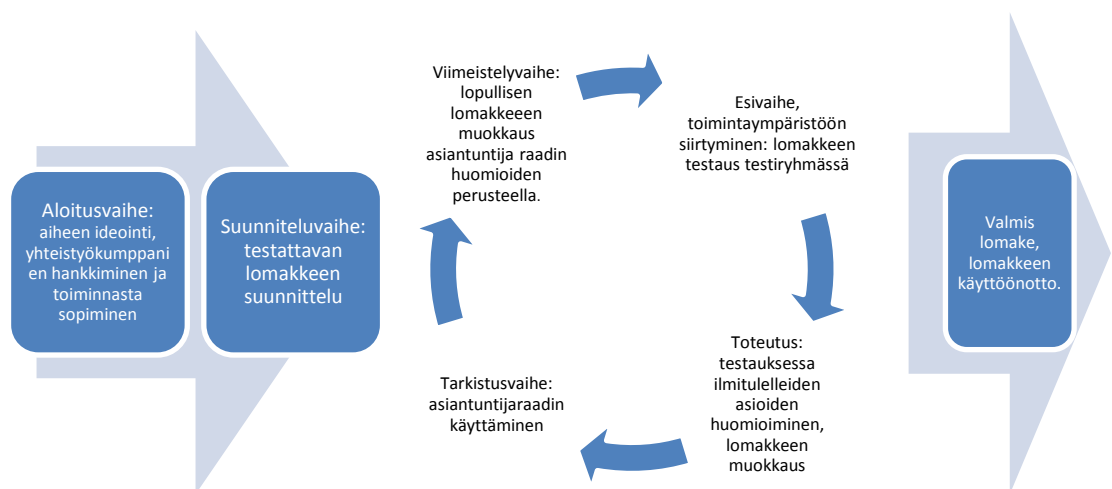 Aloitusvaihe:
aiheen ideointi,
yhteistyökumppani
en hankkiminen ja
toiminnasta
sopiminen
Suunniteluvaihe:
testattavan
lomakkeen
suunnittelu
Viimeistelyvaihe:
lopullisen
lomakkeeen
muokkaus
asiantuntija raadin
huomioiden
perusteella.
Esivaihe,
toimintaympäristöön
siirtyminen: lomakkeen
testaus testiryhmässä
Toteutus:
testauksessa
ilmitulelleiden
asioiden
huomioiminen,
lomakkeen
muokkaus
Tarkistusvaihe:
asiantuntijaraadin
käyttäminen
Valmis
lomake,
lomakkeen
käyttöönotto.